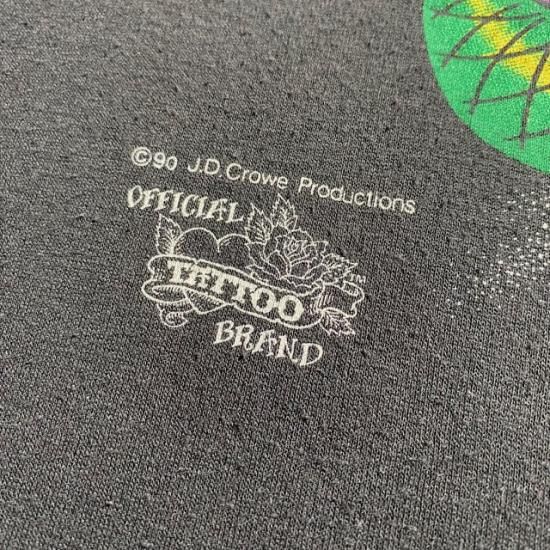 ©90 J.D. Crowe Productions
OFFICIAL
TATTOO
BRAND